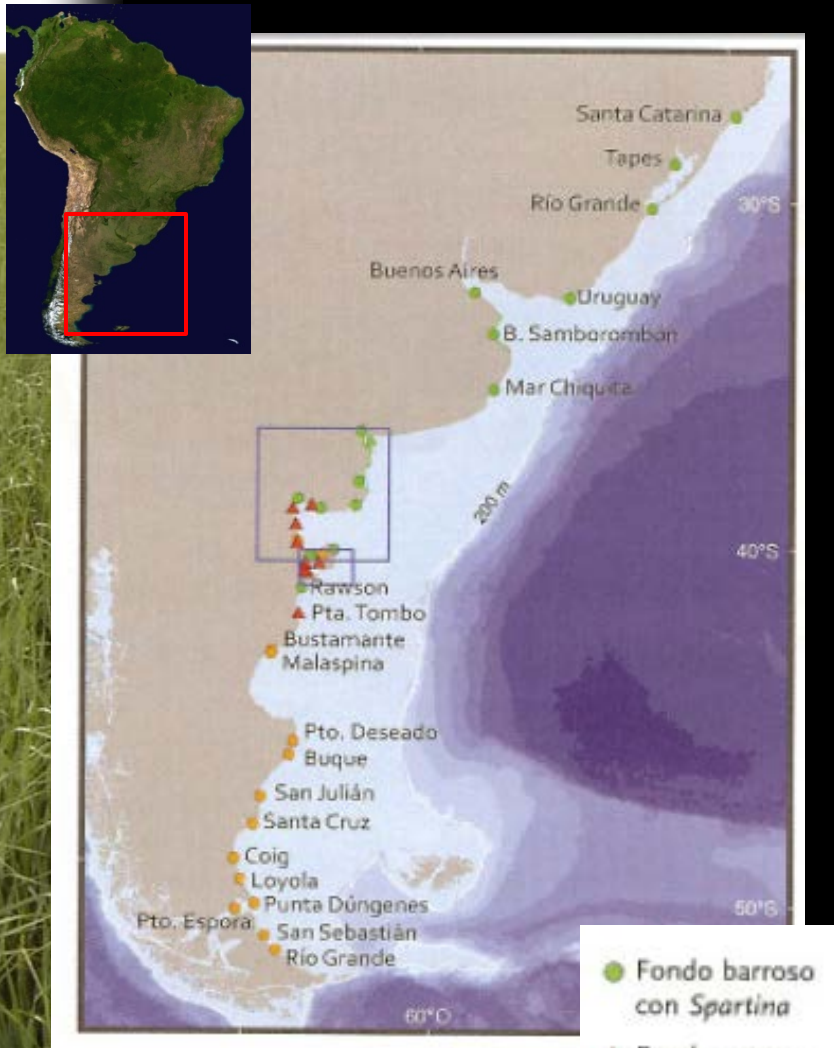 Santa Catarina
Tapes
Río Grande
30°S
Buenos Aires
Uruguay
B. Samborombón
Mar Chiquita
200 m
40°S
Rawson
Pta. Tombo
Bustamante
Malaspina
Pto. Deseado
Buque
San Julián
Santa Cruz
Coig
Loyola
Punta Dúngenes
50°S
Pto. Espora
San Sebastián
Río Grande
60°O
Fondo barroso
con Spartina